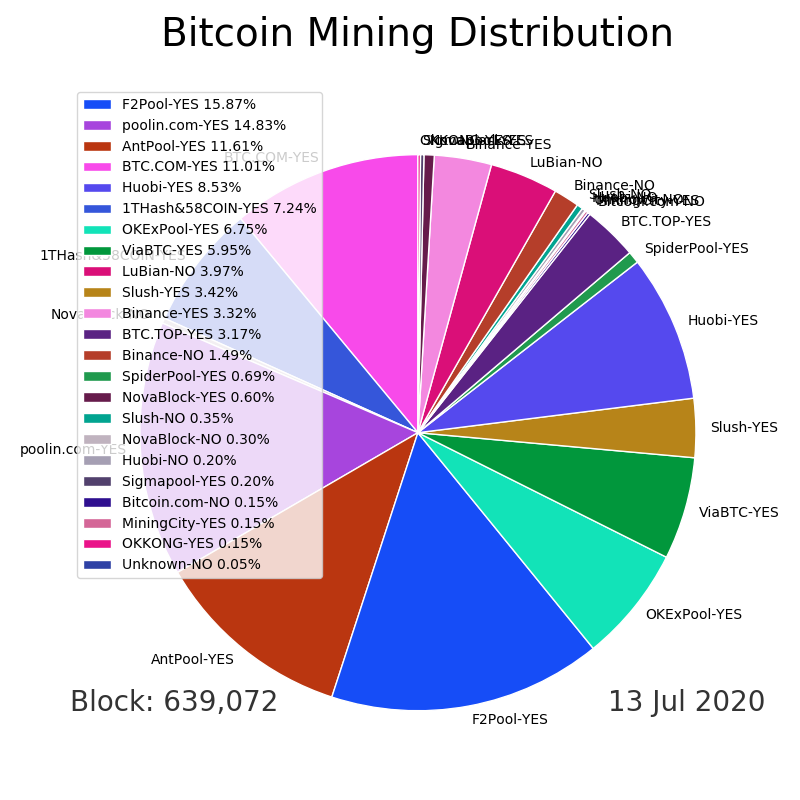 Bitcoin Mining Distribution
F2Pool-YES 15.87%
poolin.com-YES 14.83%
AntPool-YES 11.61%
BTC.COM-YES 11.01%
Huobi-YES 8.53%
1THash&58COIN-YES 7.24%
OKExPool-YES 6.75%
ViaBTC-YES 5.95%
LuBian-NO 3.97%
Slush-YES 3.42%
Binance-YES 3.32%
BTC.TOP-YES 3.17%
Binance-NO 1.49%
SpiderPool-YES 0.69%
NovaBlock-YES 0.60%
Slush-NO 0.35%
NovaBlock-NO 0.30%
Huobi-NO 0.20%
Sigmapool-YES 0.20%
Bitcoin.com-NO 0.15%
MiningCity-YES 0.15%
OKKONG-YES 0.15%
Unknown-NO 0.05%
BTC.COM-YES
1THash&58COIN-YES
poolin.com-YES
AntPool-YES
F2Pool-YES
OKExPool-YES
ViaBTC-YES
Slush-YES
Huobi-YES
SpiderPool-YES
BTC.TOP-YES
Bitcoin.com-NO
Slush-NO
Binance-NO
LuBian-NO
Binance-YES
Block: 639,072
13 Jul 2020